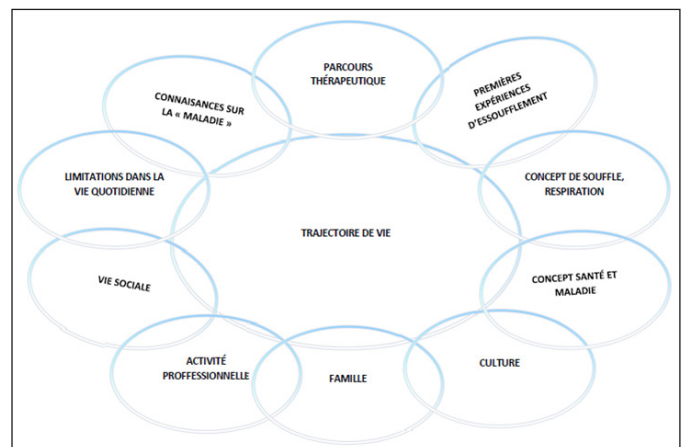 PARCOURS
THÉRAPEUTIQUE
PREMIÈRES
EXPÉRIENCES
D'ESSOUFFLEMENT
CONNAISANCES SUR
LA « MALADIE »
LIMITATIONS DANS LA
VIE QUOTIDIENNE
CONCEPT DE SOUFFLE,
RESPIRATION
TRAJECTOIRE DE VIE
VIE SOCIALE
CONCEPT SANTÉ ET
MALADIE
ACTIVITÉ
PROFFESSIONNELLE
FAMILLE
CULTURE